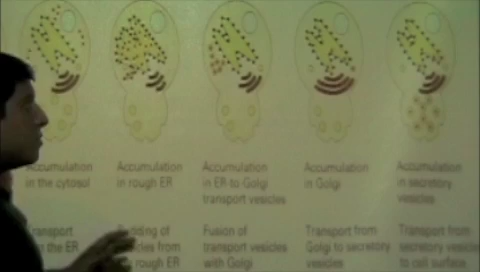 Accumulation
in the cytosol
Accumulation
in rough ER
Accumulation
in ER to Golgi
transport vesicles
Accumulation
in Golgi
Accumulation
in secretory
vesicles
the ER
from
rough ER
Fusion of
transport vesicles
with Golgi
Transport from
Golgi to secretory
vesicles
Transport from
secretory vesicles
to cell surface